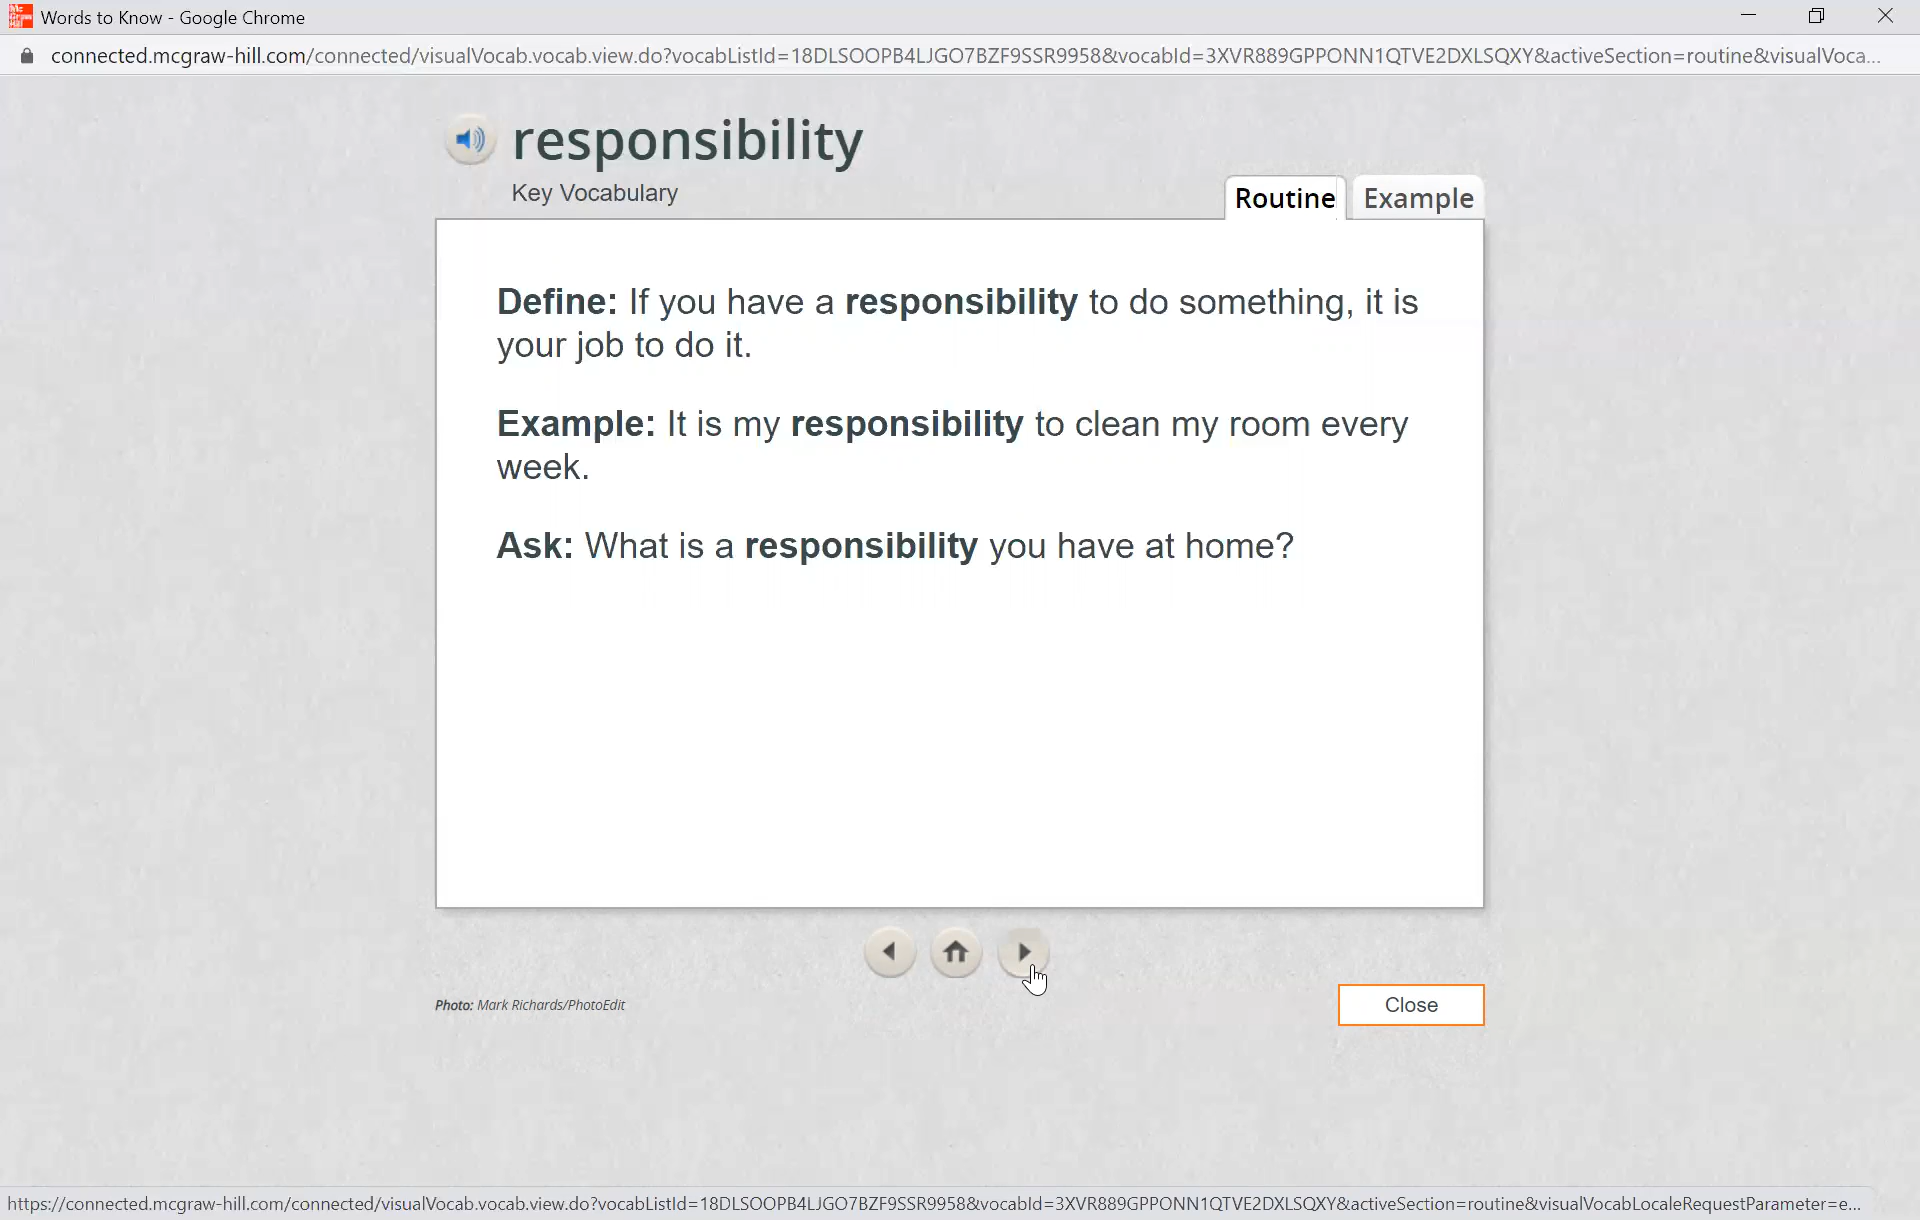 Words to Know - Google Chrome
connected.mcgraw-hill.com/connected/visualVocab.vocab.view.do?vocabListId=18DLSOOPB4LJGO7BZF9SSR9958&vocabId=3XVR889GPPONN1QTVE2DXLSQXY&activeSection=routine&visualVoca...
responsibility
Key Vocabulary
Routine Example
Define: If you have a responsibility to do something, it is
your job to do it.
Example: It is my responsibility to clean my room every
week.
Ask: What is a responsibility you have at home?
Photo: Mark Richards/PhotoEdit
Close
https://connected.mcgraw-hill.com/connected/visualVocab.vocab.view.do?vocabListId=18DLSOOPB4LJGO7BZF9SSR9958&vocabId=3XVR889GPPONN1QTVE2DXLSQXY&activeSection=routine&visualVocabLocaleRequestParameter=e...